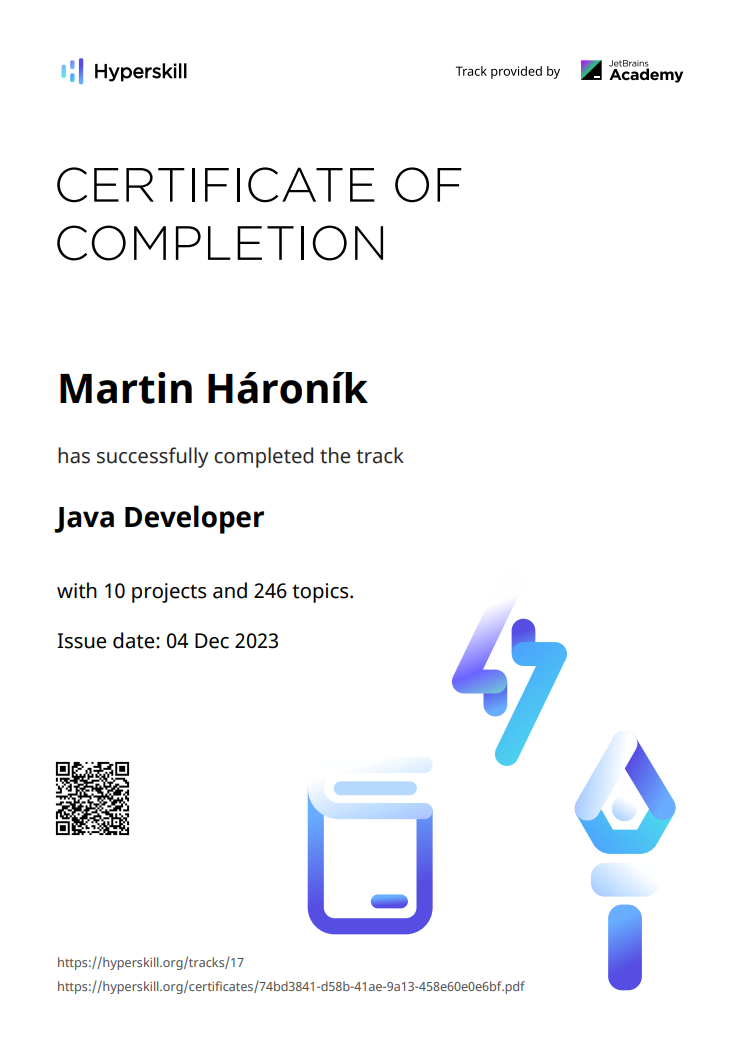 Hyperskill
Track provided by
JetBrains
Academy
CERTIFICATE OF
COMPLETION
Martin Hároník
has successfully completed the track
Java Developer
with 10 projects and 246 topics.
Issue date: 04 Dec 2023
https://hyperskill.org/tracks/17
https://hyperskill.org/certificates/74bd3841-d58b-41ae-9a13-458e60e0e6bf.pdf